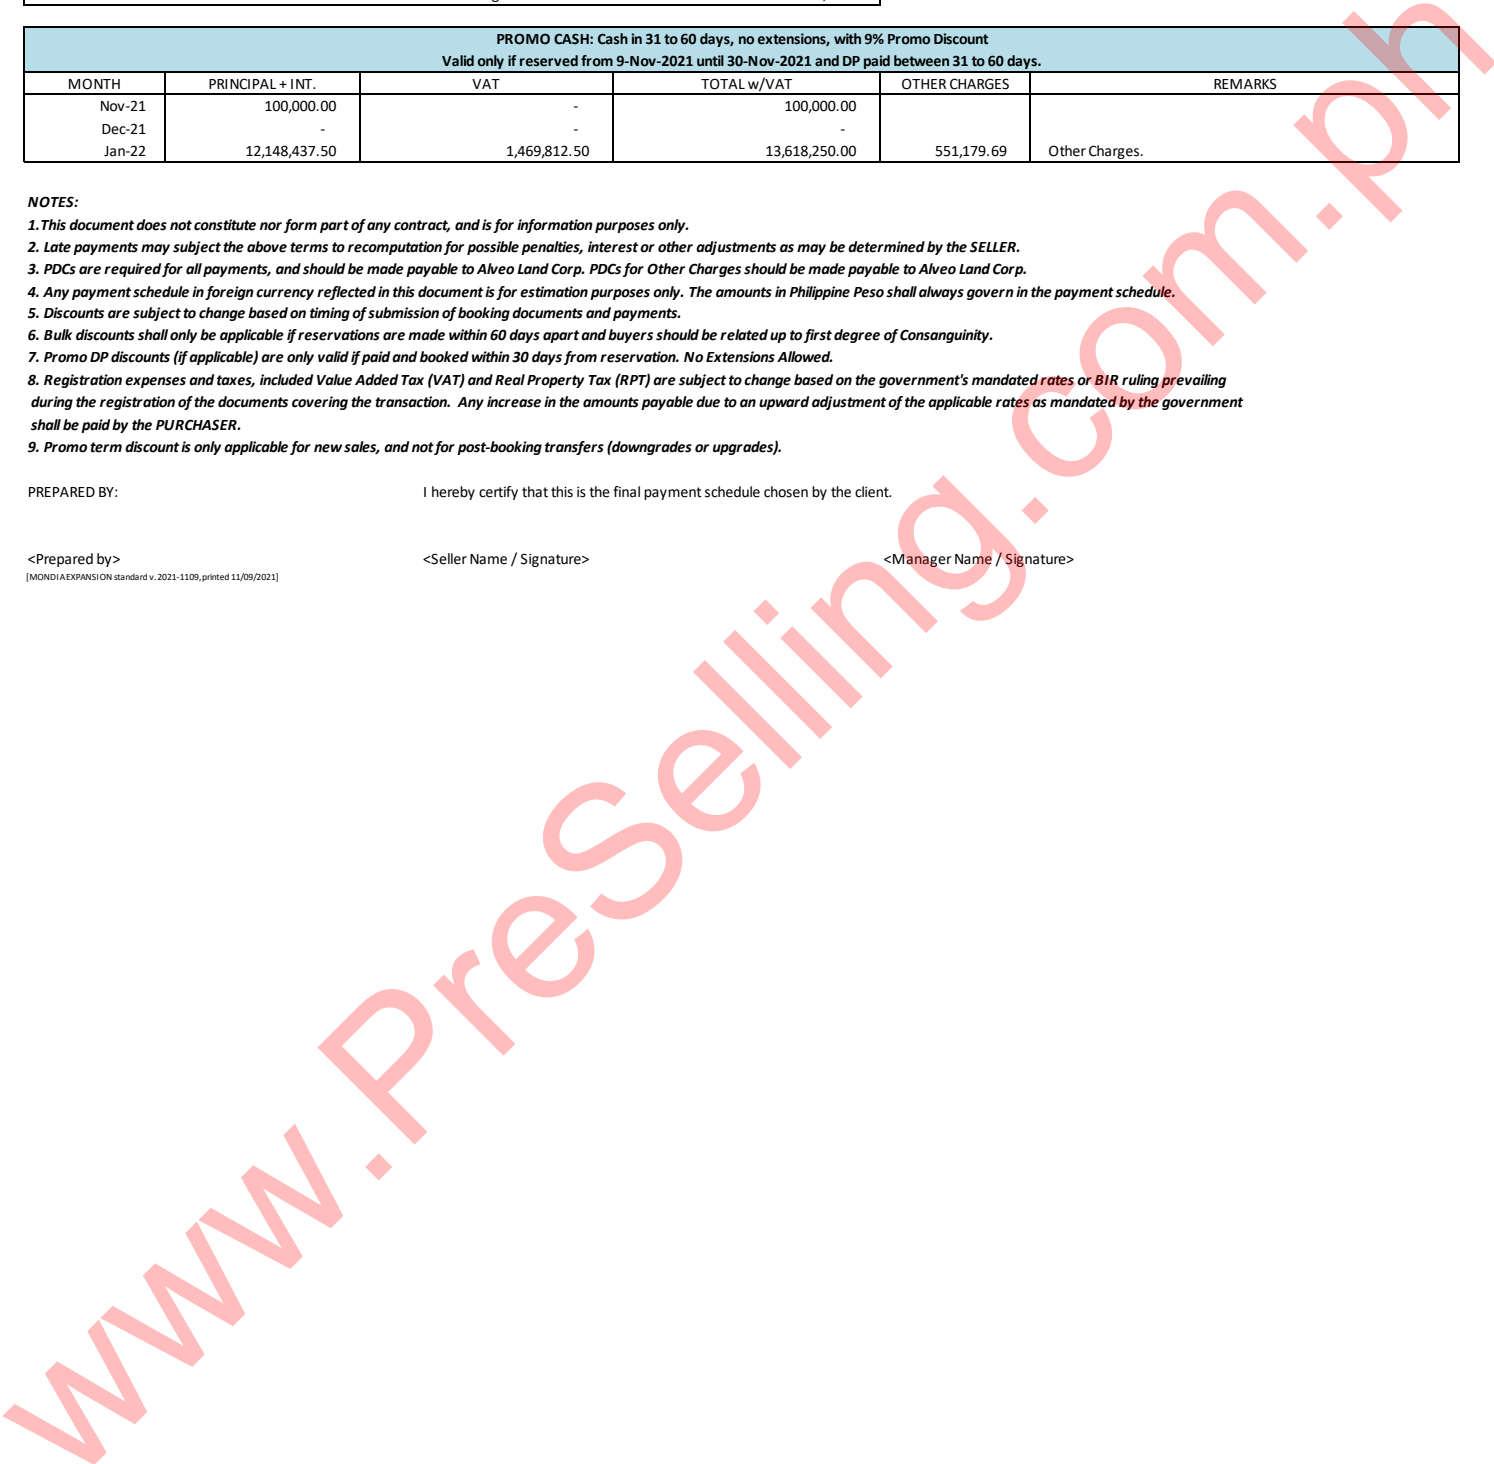 PROMO CASH: Cash in 31 to 60 days, no extensions, with 9% Promo Discount
Valid only if reserved from 9-Nov-2021 until 30-Nov-2021 and DP paid between 31 to 60 days.
MONTH PRINCIPAL + INT. VAT TOTAL w/VAT OTHER CHARGES REMARKS
Nov-21 100,000.00 - 100,000.00
Dec-21 - - -
Jan-22 12,148,437.50 1,469,812.50 13,618,250.00 551,179.69 Other Charges.
NOTES:
1.This document does not constitute nor form part of any contract, and is for information purposes only.
2. Late payments may subject the above terms to recomputation for possible penalties, interest or other adjustments as may be determined by the SELLER.
3. PDCs are required for all payments, and should be made payable to Alveo Land Corp. PDCs for Other Charges should be made payable to Alveo Land Corp.
4. Any payment schedule in foreign currency reflected in this document is for estimation purposes only. The amounts in Philippine Peso shall always govern in the payment schedule.
5. Discounts are subject to change based on timing of submission of booking documents and payments.
6. Bulk discounts shall only be applicable if reservations are made within 60 days apart and buyers should be related up to first degree of Consanguinity.
7. Promo DP discounts (if applicable) are only valid if paid and booked within 30 days from reservation. No Extensions Allowed.
8. Registration expenses and taxes, included Value Added Tax (VAT) and Real Property Tax (RPT) are subject to change based on the government's mandated rates or BIR ruling prevailing
during the registration of the documents covering the transaction. Any increase in the amounts payable due to an upward adjustment of the applicable rates as mandated by the government
shall be paid by the PURCHASER.
9. Promo term discount is only applicable for new sales, and not for post-booking transfers (downgrades or upgrades).
PREPARED BY: I hereby certify that this is the final payment schedule chosen by the client.
<Prepared by> <Seller Name / Signature> <Manager Name / Signature>
[MONDIA EXPANSION standard v. 2021-1109, printed 11/09/2021]
www.PreSelling.com.ph